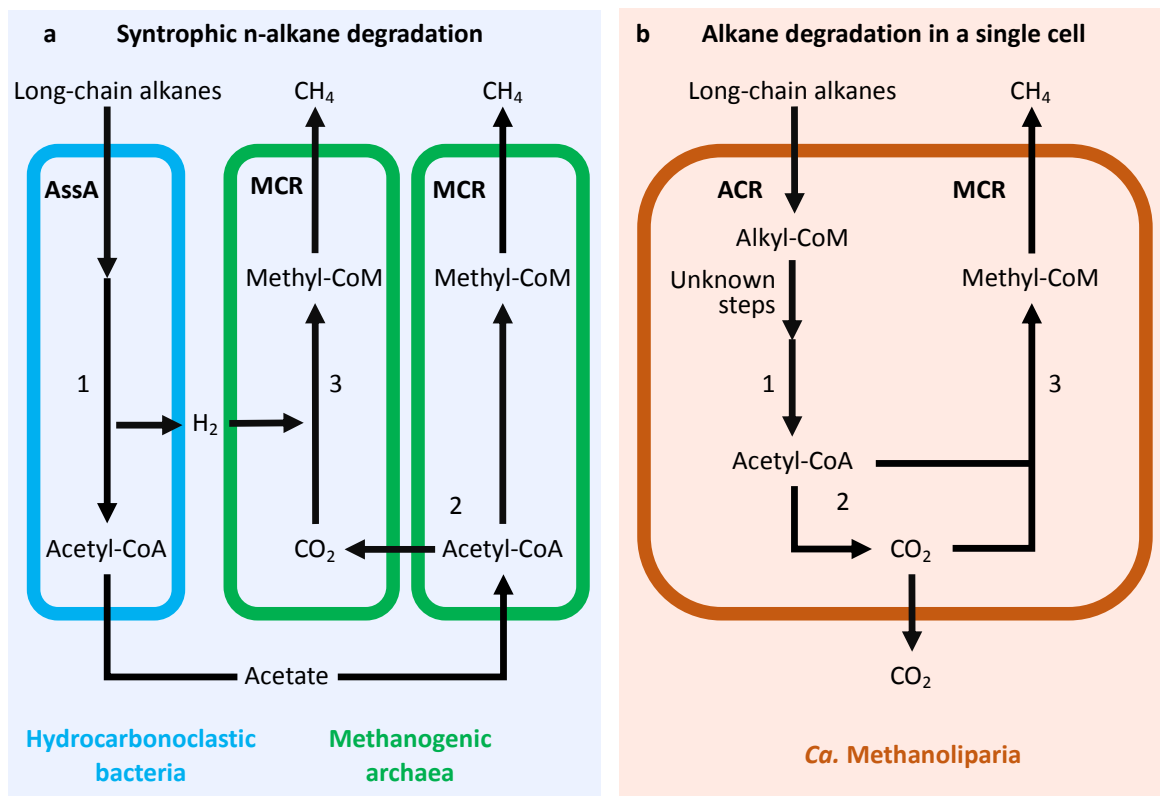 a Syntrophic n-alkane degradation
Long-chain alkanes
CH₄
CH₄
AssA
MCR
MCR
Methyl-CoM
Methyl-CoM
1
3
H₂
2
Acetyl-CoA
CO₂
Acetyl-CoA
Acetate
Hydrocarbonoclastic
bacteria
Methanogenic
archaea
b Alkane degradation in a single cell
Long-chain alkanes
CH₄
ACR
MCR
Alkyl-CoM
Unknown
steps
Methyl-CoM
1
3
Acetyl-CoA
2
CO₂
CO₂
Ca. Methanoliparia